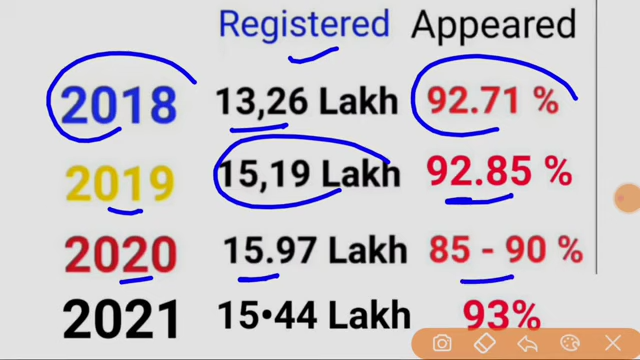 Registered Appeared
2018 13,26 Lakh 92.71 %
2019 15,19 Lakh 92.85 %
2020 15.97 Lakh 85 - 90 %
2021 15•44 Lakh 93%